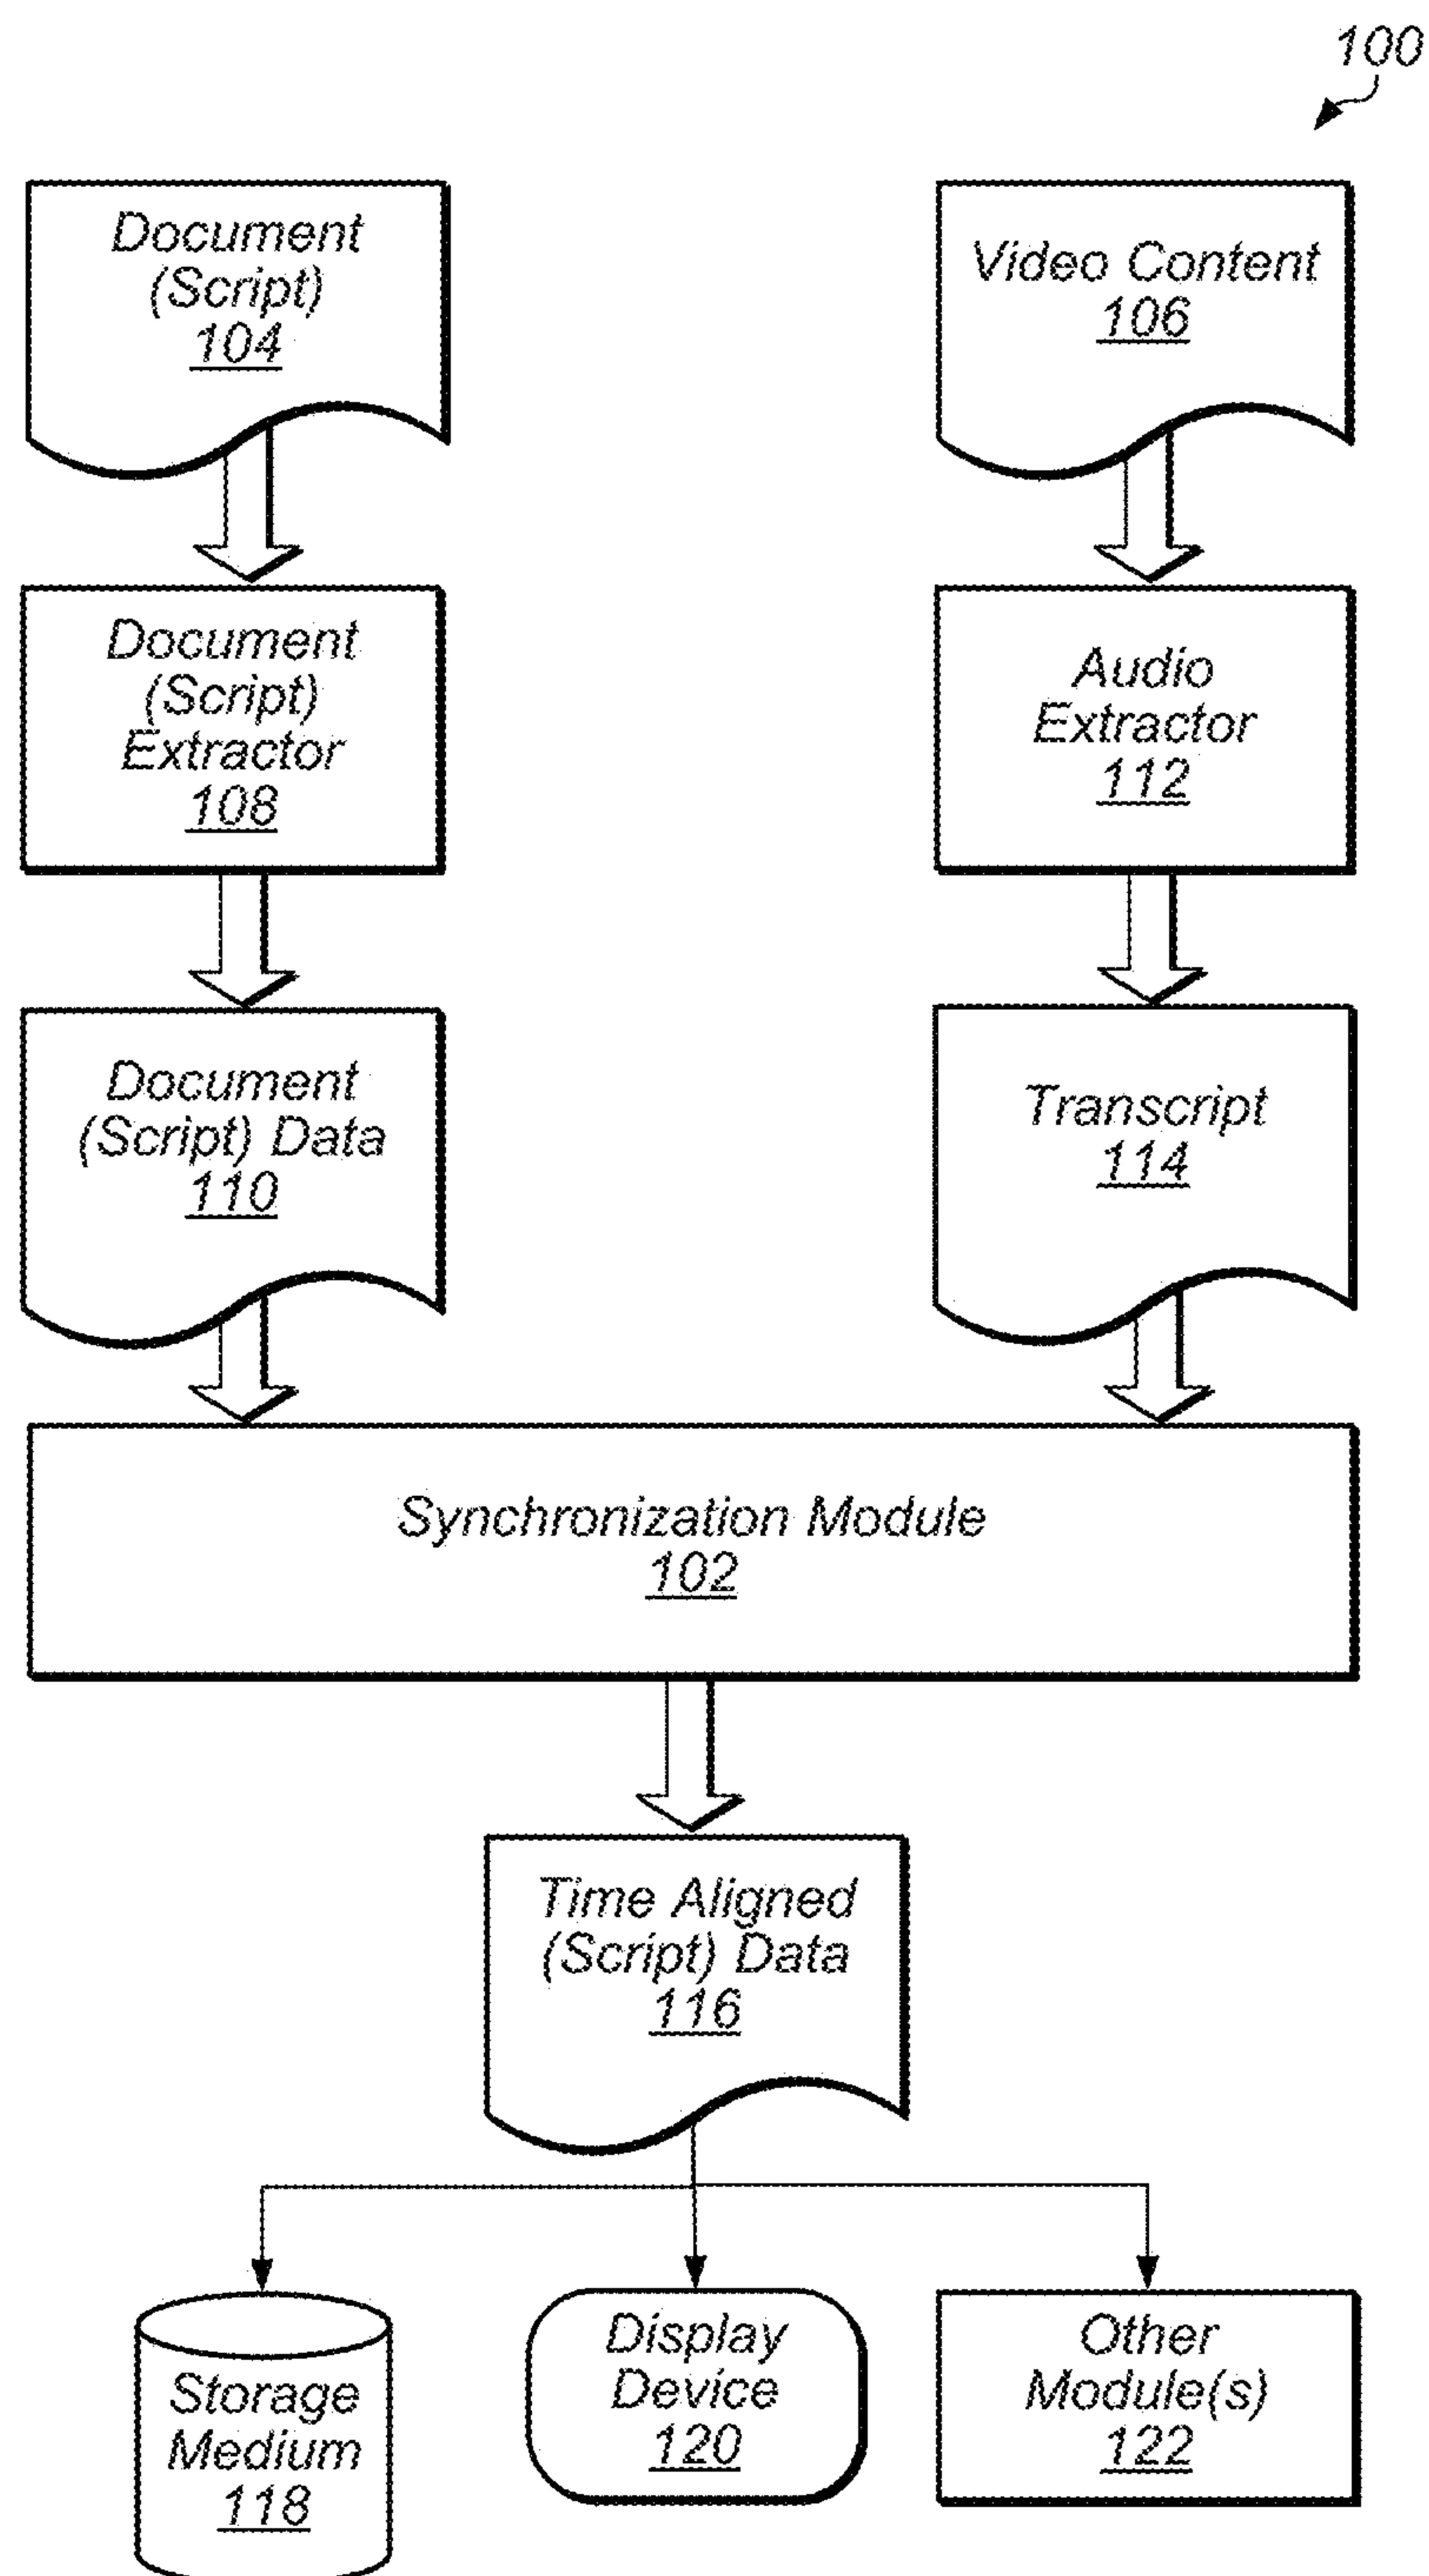 100
Document
(Script)
104
Video Content
106
Document
(Script)
Extractor
108
Audio
Extractor
112
Document
(Script) Data
110
Transcript
114
Synchronization Module
102
Time Aligned
(Script) Data
116
Storage
Medium
118
Display
Device
120
Other
Module(s)
122